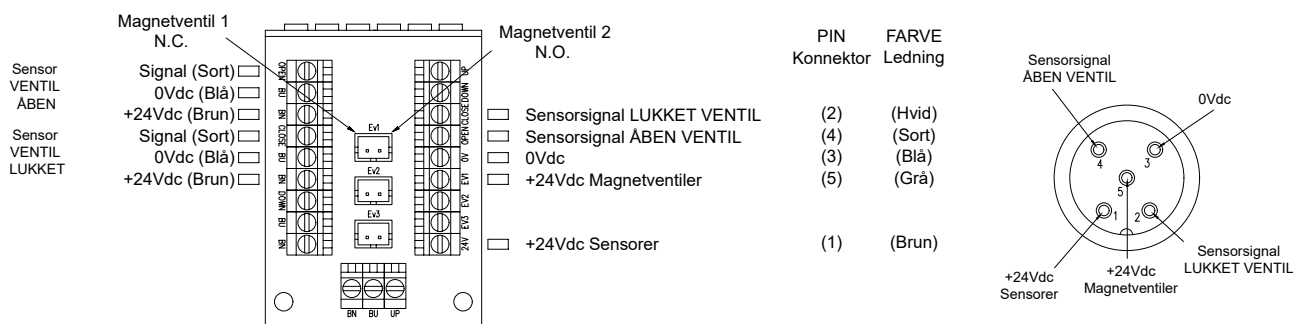 Magnetventil 1
N.C.
Magnetventil 2
N.O.
PIN
Konnektor
FARVE
Ledning
Sensor
VENTIL
ÅBEN
Signal (Sort)
0Vdc (Blå)
+24Vdc (Brun)
Sensor
VENTIL
LUKKET
Signal (Sort)
0Vdc (Blå)
+24Vdc (Brun)
OPEN
BU
BN
CLOSE
BU
BN
DOWN
BU
BN
Ev1
Ev2
Ev3
UP
DOWN
CLOSE
OPEN
0V
EV1
EV2
EV3
24V
BN BU UP
Sensorsignal LUKKET VENTIL (2) (Hvid)
Sensorsignal ÅBEN VENTIL (4) (Sort)
0Vdc (3) (Blå)
+24Vdc Magnetventiler (5) (Grå)
+24Vdc Sensorer (1) (Brun)
Sensorsignal
ÅBEN VENTIL
0Vdc
4
3
5
1
2
+24Vdc
Sensorer
+24Vdc
Magnetventiler
Sensorsignal
LUKKET VENTIL